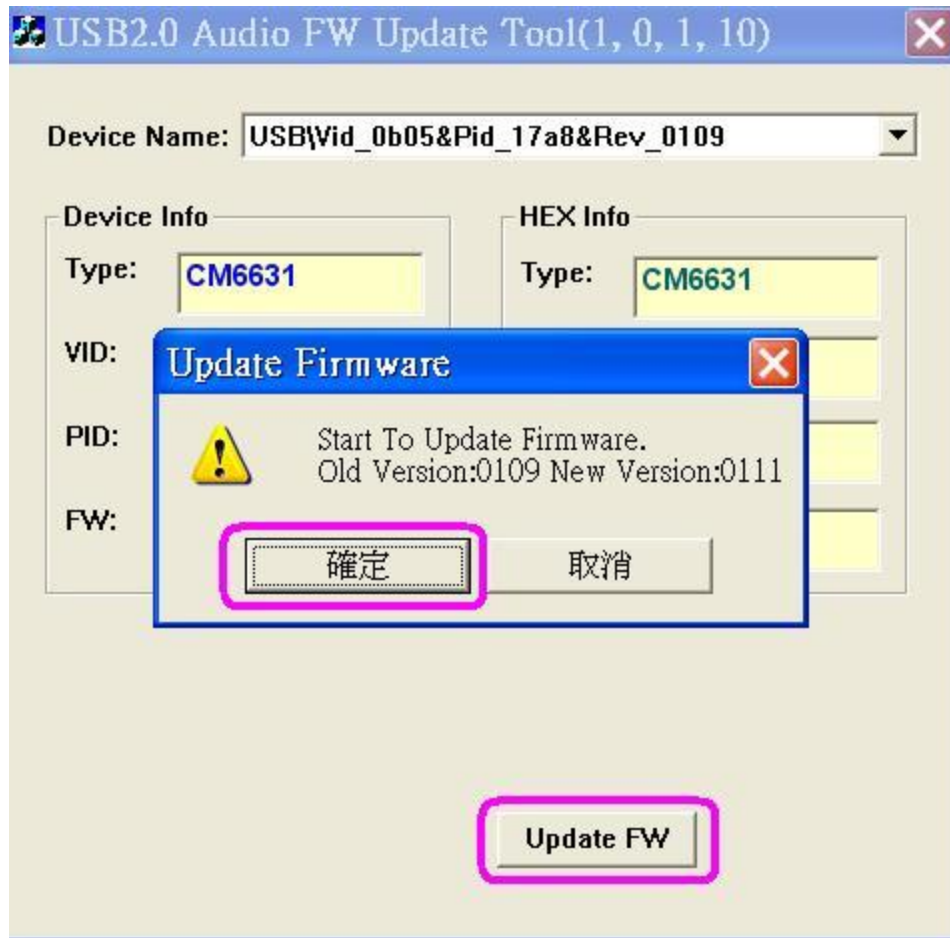 USB2.0 Audio FW Update Tool(1, 0, 1, 10)
Device Name: USB\Vid_0b05&Pid_17a8&Rev_0109
Device Info
HEX Info
Type: CM6631
Type: CM6631
VID:
Update Firmware
PID:
Start To Update Firmware.
Old Version:0109 New Version:0111
FW:
確定
取消
Update FW